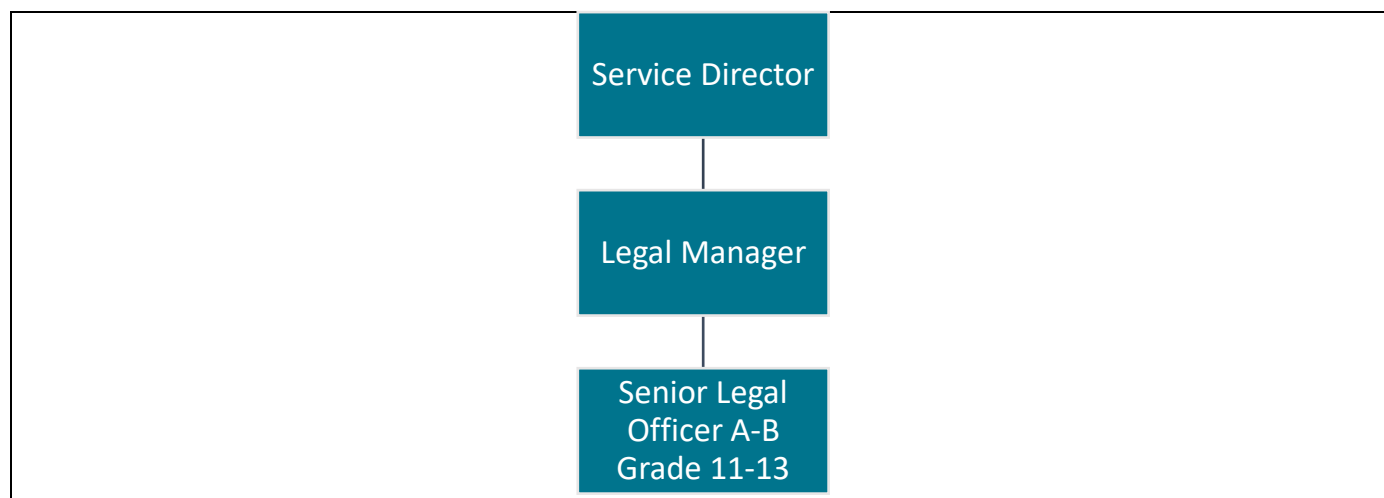 Service Director
Legal Manager
Senior Legal
Officer A-B
Grade 11-13